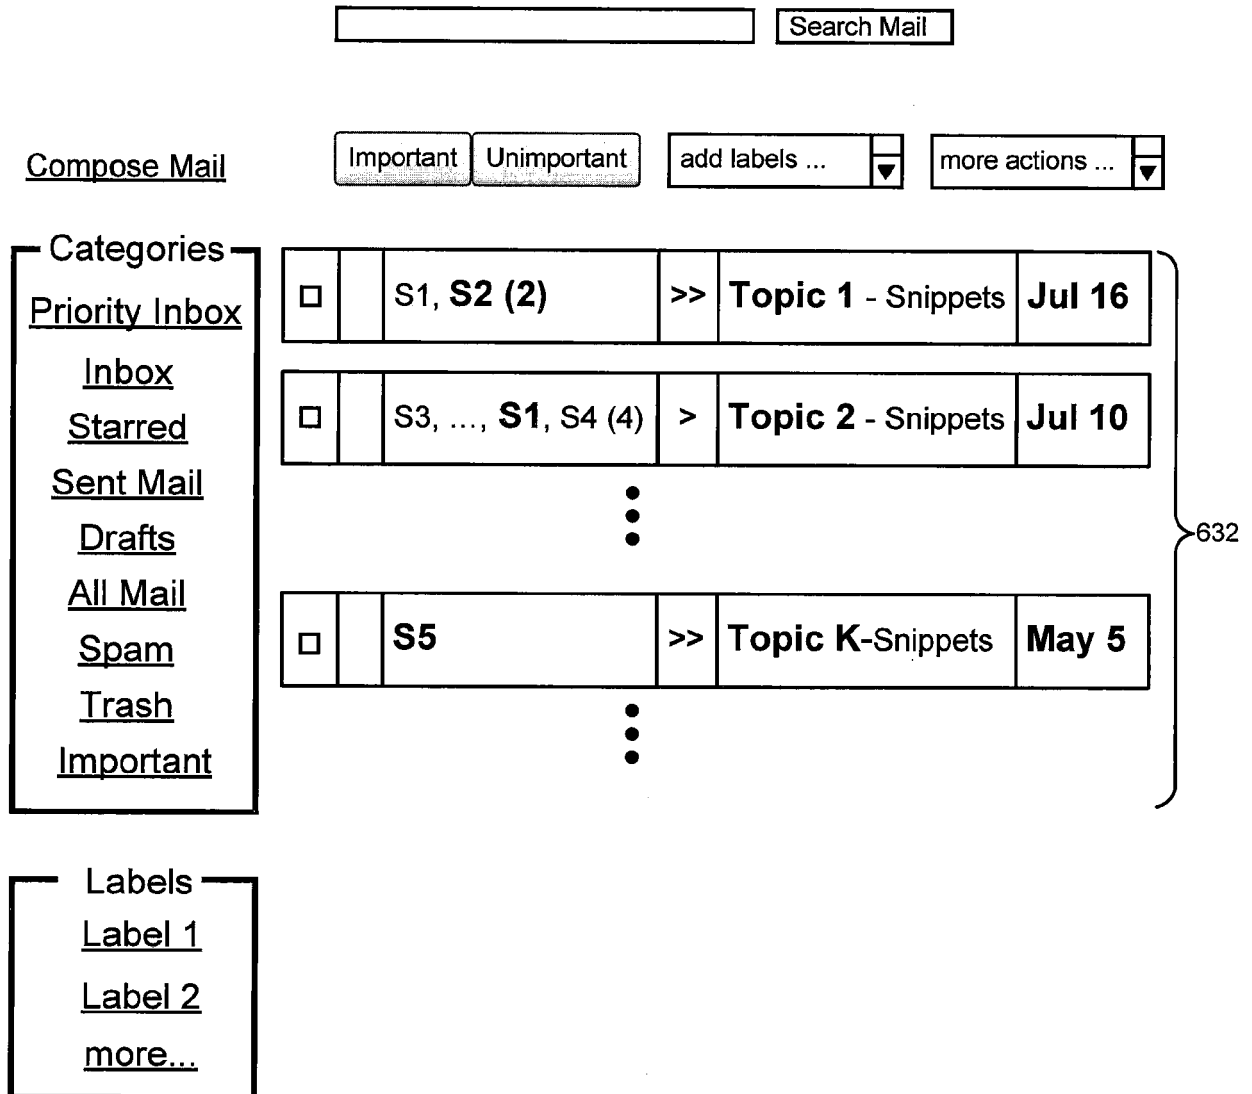 Search Mail
Compose Mail
Important Unimportant add labels ... more actions ...
Categories
Priority Inbox
Inbox
Starred
Sent Mail
Drafts
All Mail
Spam
Trash
Important
S1, S2 (2) >> Topic 1 - Snippets Jul 16
S3, ..., S1, S4 (4) > Topic 2 - Snippets Jul 10
S5 >> Topic K-Snippets May 5
632
Labels
Label 1
Label 2
more...